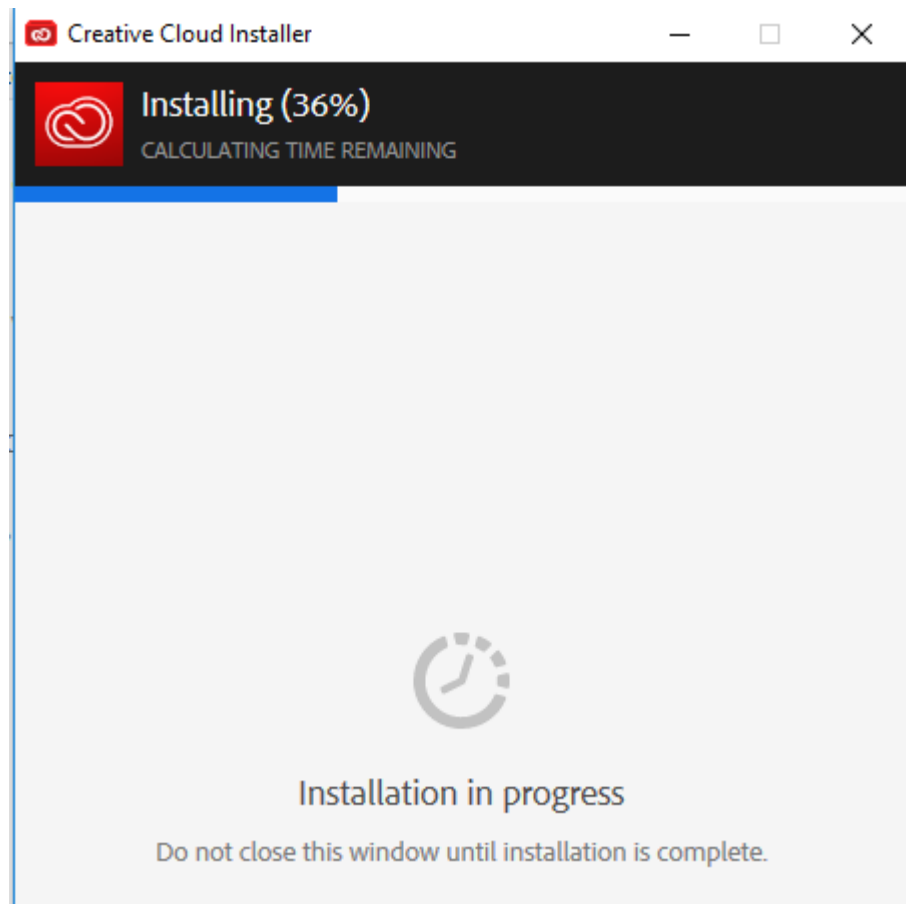 Creative Cloud Installer
Installing (36%)
CALCULATING TIME REMAINING
Installation in progress
Do not close this window until installation is complete.